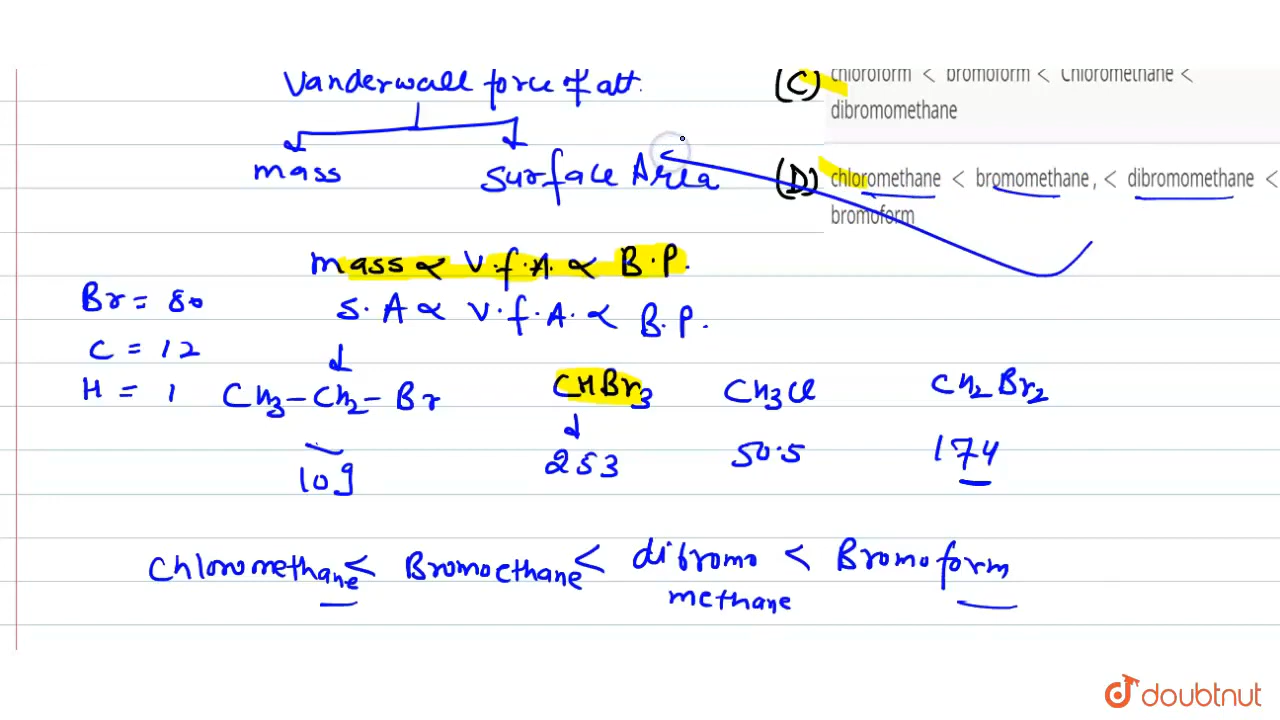 Vanderwall force of att.
mass
surface Area
(C) chloroform < bromoform < Chloromethane <
dibromomethane
(D) chloromethane < bromomethane, < dibromomethane <
bromoform
mass ∝ V.f.A. ∝ B.P.
S.A ∝ V.f.A. ∝ B.P.
Br = 80
C = 12
H = 1
CH3-CH2-Br
CHBr3
CH3Cl
CH2Br2
109
253
50.5
174
Chloromethane < Bromoethane < dibromo methane < Bromoform
doubtnut